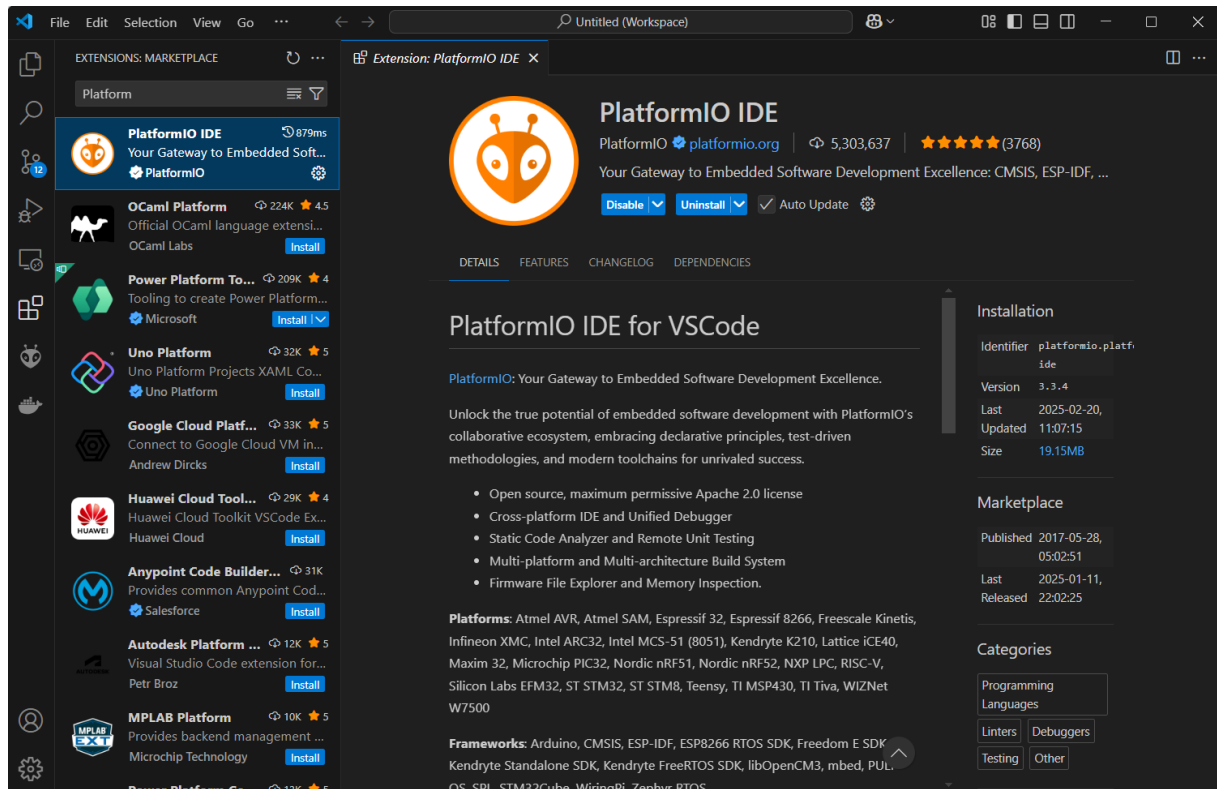 File Edit Selection View Go ···
Untitled (Workspace)
EXTENSIONS: MARKETPLACE
Platform
12
PlatformIO IDE 879ms
Your Gateway to Embedded Soft...
PlatformIO
OCaml Platform 224K 4.5
Official OCaml language extensi...
OCaml Labs Install
Power Platform To... 209K 4
Tooling to create Power Platform...
Microsoft Install
Uno Platform 32K 5
Uno Platform Projects XAML Co...
Uno Platform Install
Google Cloud Platf... 33K 5
Connect to Google Cloud VM in...
Andrew Dircks Install
Huawei Cloud Tool... 29K 4
Huawei Cloud Toolkit VSCode Ex...
HUAWEI
Huawei Cloud Install
Anypoint Code Builder... 31K
Provides common Anypoint Cod...
Salesforce Install
Autodesk Platform ... 12K 5
Visual Studio Code extension for...
AUTODESK
Petr Broz Install
MPLAB Platform 10K 5
Provides backend management ...
MPLAB EXT
Microchip Technology Install
Extension: PlatformIO IDE
PlatformIO IDE
PlatformIO platformio.org 5,303,637 (3768)
Your Gateway to Embedded Software Development Excellence: CMSIS, ESP-IDF, ...
Disable Uninstall Auto Update
DETAILS FEATURES CHANGELOG DEPENDENCIES
PlatformIO IDE for VSCode
PlatformIO: Your Gateway to Embedded Software Development Excellence.
Unlock the true potential of embedded software development with PlatformIO's
collaborative ecosystem, embracing declarative principles, test-driven
methodologies, and modern toolchains for unrivaled success.
• Open source, maximum permissive Apache 2.0 license
• Cross-platform IDE and Unified Debugger
• Static Code Analyzer and Remote Unit Testing
• Multi-platform and Multi-architecture Build System
• Firmware File Explorer and Memory Inspection.
Platforms: Atmel AVR, Atmel SAM, Espressif 32, Espressif 8266, Freescale Kinetis,
Infineon XMC, Intel ARC32, Intel MCS-51 (8051), Kendryte K210, Lattice iCE40,
Maxim 32, Microchip PIC32, Nordic nRF51, Nordic nRF52, NXP LPC, RISC-V,
Silicon Labs EFM32, ST STM32, ST STM8, Teensy, TI MSP430, TI Tiva, WIZNet
W7500
Frameworks: Arduino, CMSIS, ESP-IDF, ESP8266 RTOS SDK, Freedom E SDK
Kendryte Standalone SDK, Kendryte FreeRTOS SDK, libOpenCM3, mbed,
OS, SPL, STM32Cube, WiringPi, Zephyr RTOS
Installation
Identifier platformio.platf
ide
Version 3.3.4
Last 2025-02-20,
Updated 11:07:15
Size 19.15MB
Marketplace
Published 2017-05-28,
05:02:51
Last 2025-01-11,
Released 22:02:25
Categories
Programming
Languages
Linters Debuggers
Testing Other